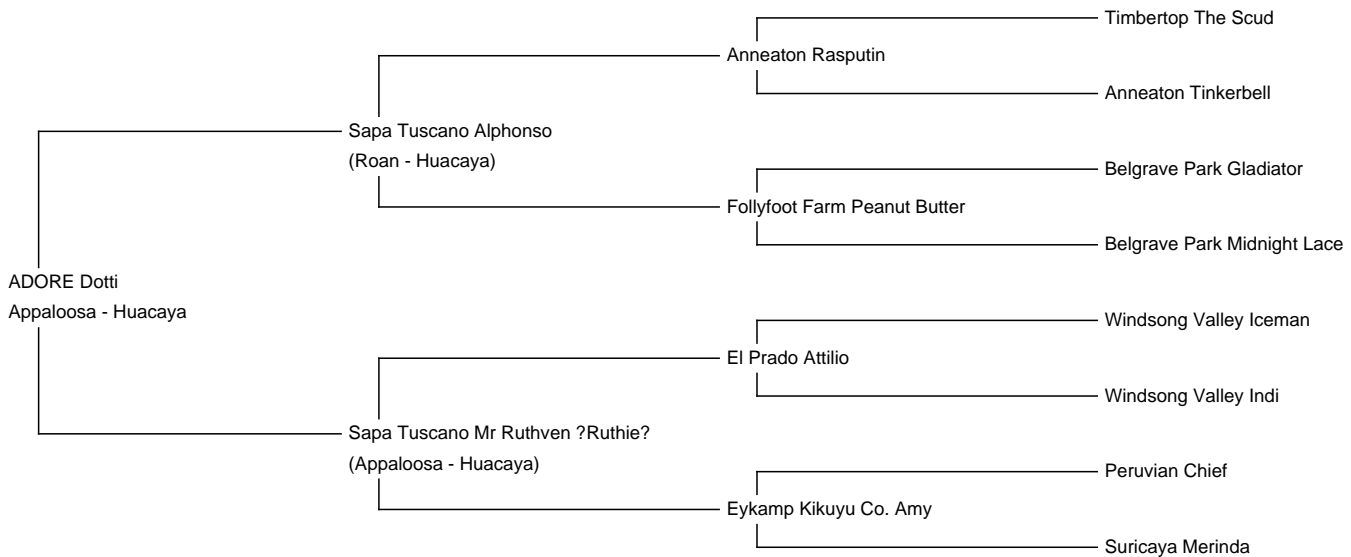 Timbertop The Scud
Anneaton Rasputin
Anneaton Tinkerbell
Sapa Tuscano Alphonso
(Roan - Huacaya)
Belgrave Park Gladiator
Follyfoot Farm Peanut Butter
Belgrave Park Midnight Lace
ADORE Dotti
Appaloosa - Huacaya
Windsong Valley Iceman
El Prado Attilio
Windsong Valley Indi
Sapa Tuscano Mr Ruthven ?Ruthie?
(Appaloosa - Huacaya)
Peruvian Chief
Eykamp Kikuyu Co. Amy
Suricaya Merinda